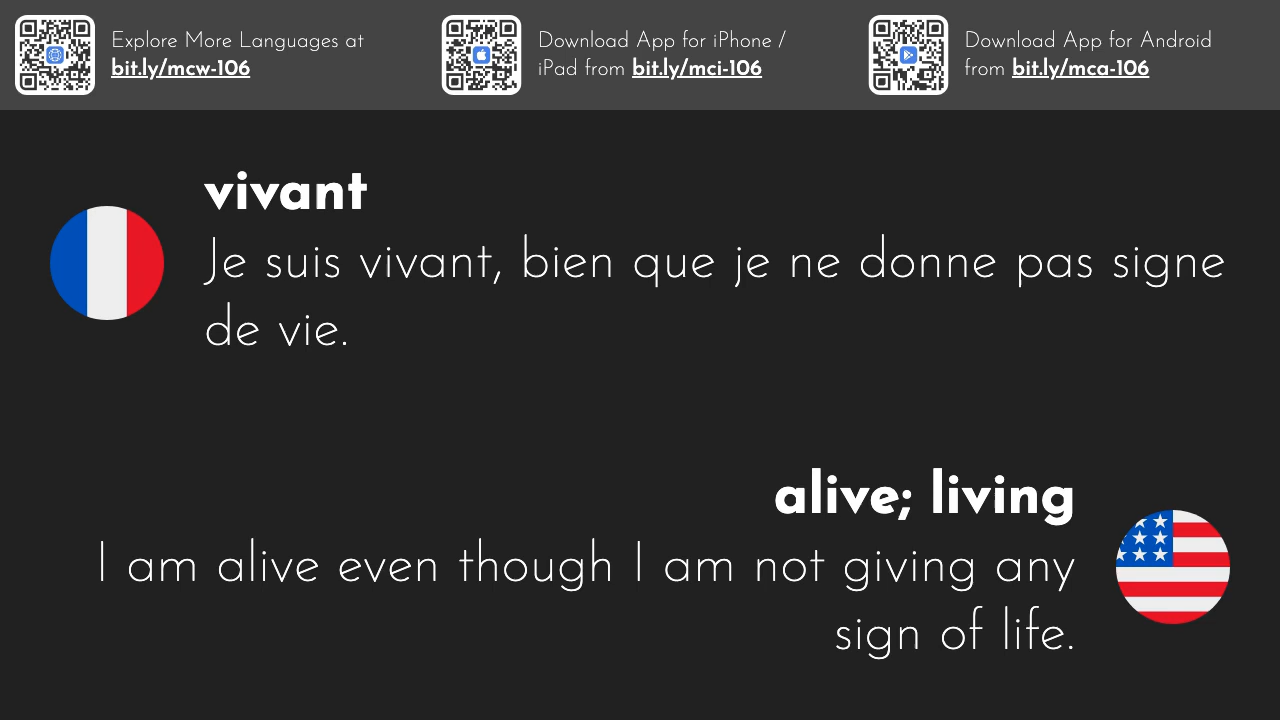 Explore More Languages at
bit.ly/mcw-106
Download App for iPhone /
iPad from bit.ly/mci-106
Download App for Android
from bit.ly/mca-106
vivant
Je suis vivant, bien que je ne donne pas signe
de vie.
alive; living
I am alive even though I am not giving any
sign of life.